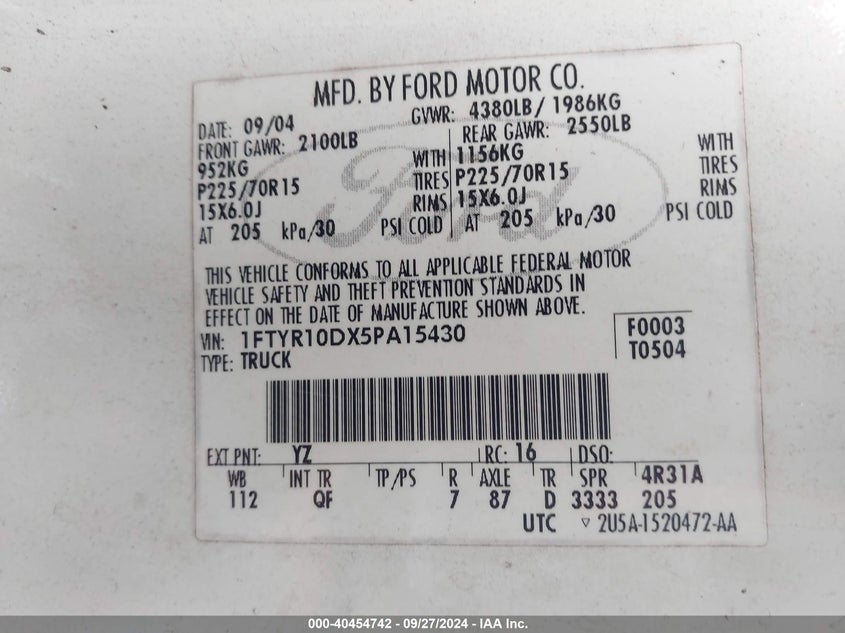 MFD. BY FORD MOTOR CO.
DATE: 09/04 GVWR: 4380LB/ 1986KG
FRONT GAWR: 2100LB REAR GAWR: 2550LB
952KG WITH 1156KG WITH
P225/70R15 TIRES P225/70R15 TIRES
15X6.0J RIMS 15X6.0J RIMS
AT 205 kPa/30 PSI COLD AT 205 kPa/30 PSI COLD
Ford
THIS VEHICLE CONFORMS TO ALL APPLICABLE FEDERAL MOTOR
VEHICLE SAFETY AND THEFT PREVENTION STANDARDS IN
EFFECT ON THE DATE OF MANUFACTURE SHOWN ABOVE.
VIN: 1FTYR10DX5PA15430 F0003
TYPE: TRUCK T0504
EXT PNT: YZ RC: 16 DSO:
WB INT TR TP/PS R AXLE TR SPR 4R31A
112 QF 7 87 D 3333 205
UTC ▽ 2U5A-1520472-AA
000-40454742 - 09/27/2024 - IAA Inc.